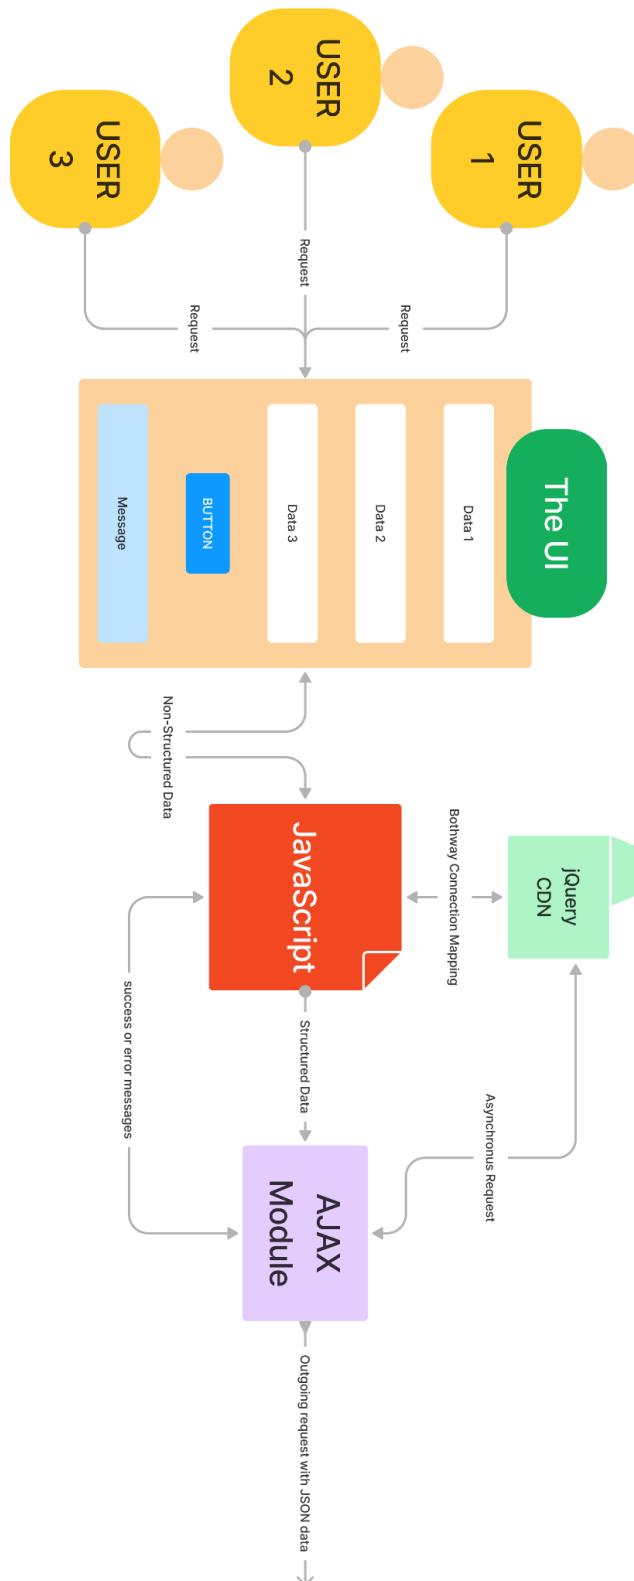 USER
1
USER
2
USER
3
Request
Request
Request
The UI
Data 1
Data 2
Data 3
BUTTON
Message
Non-Structured Data
jQuery
CDN
Bothway Connection Mapping
JavaScript
Structured Data
success or error messages
Asynchronus Request
AJAX
Module
Outgoing request with JSON data